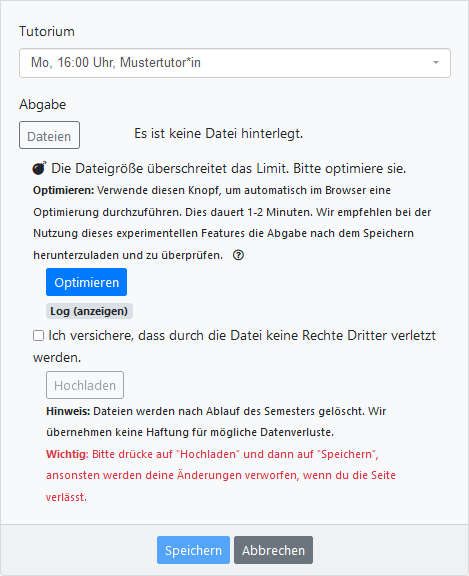 Tutorium
Mo, 16:00 Uhr, Mustertutor*in
Abgabe
Dateien
Es ist keine Datei hinterlegt.
Die Dateigröße überschreitet das Limit. Bitte optimiere sie.
Optimieren: Verwende diesen Knopf, um automatisch im Browser eine
Optimierung durchzuführen. Dies dauert 1-2 Minuten. Wir empfehlen bei der
Nutzung dieses experimentellen Features die Abgabe nach dem Speichern
herunterzuladen und zu überprüfen.
Optimieren
Log (anzeigen)
Ich versichere, dass durch die Datei keine Rechte Dritter verletzt
werden.
Hochladen
Hinweis: Dateien werden nach Ablauf des Semesters gelöscht. Wir
übernehmen keine Haftung für mögliche Datenverluste.
Wichtig: Bitte drücke auf "Hochladen" und dann auf "Speichern",
ansonsten werden deine Änderungen verworfen, wenn du die Seite
verlässt.
Speichern
Abbrechen